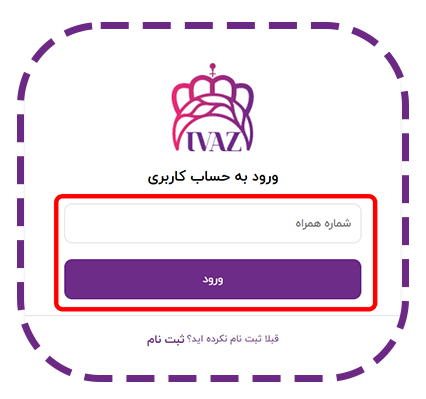 IVAZ
ورود به حساب کاربری
شماره همراه
ورود
قبلا ثبت نام نکرده اید؟ ثبت نام